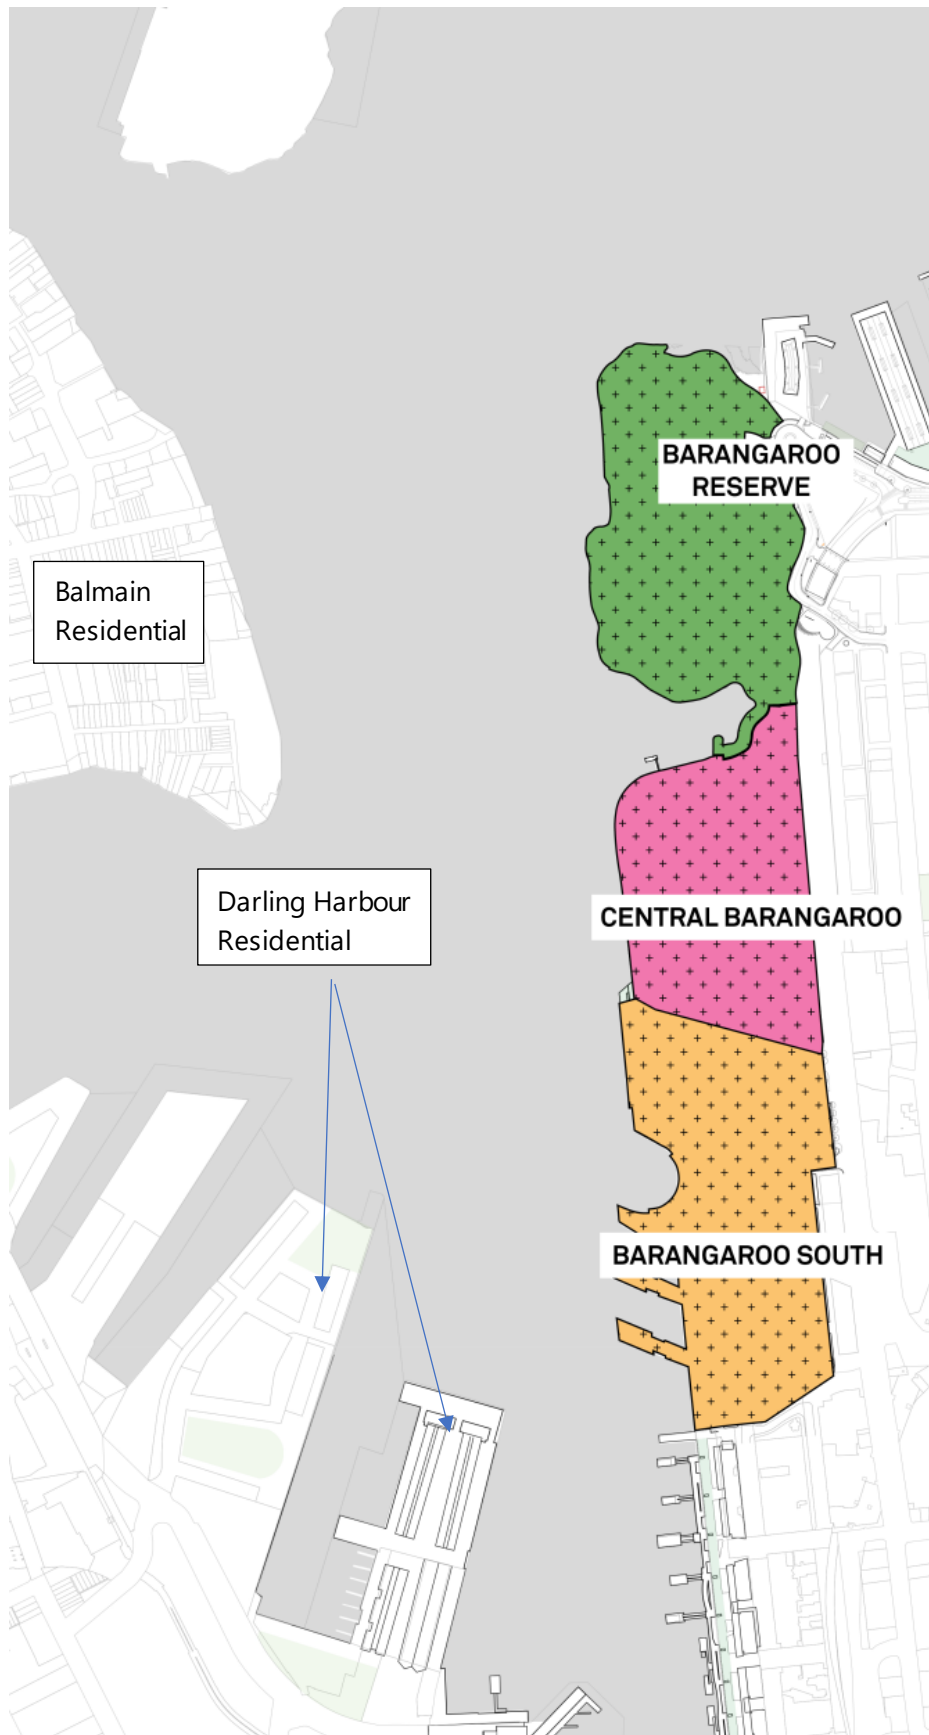 BARANGAROO
RESERVE
Balmain
Residential
Darling Harbour
Residential
CENTRAL BARANGAROO
BARANGAROO SOUTH